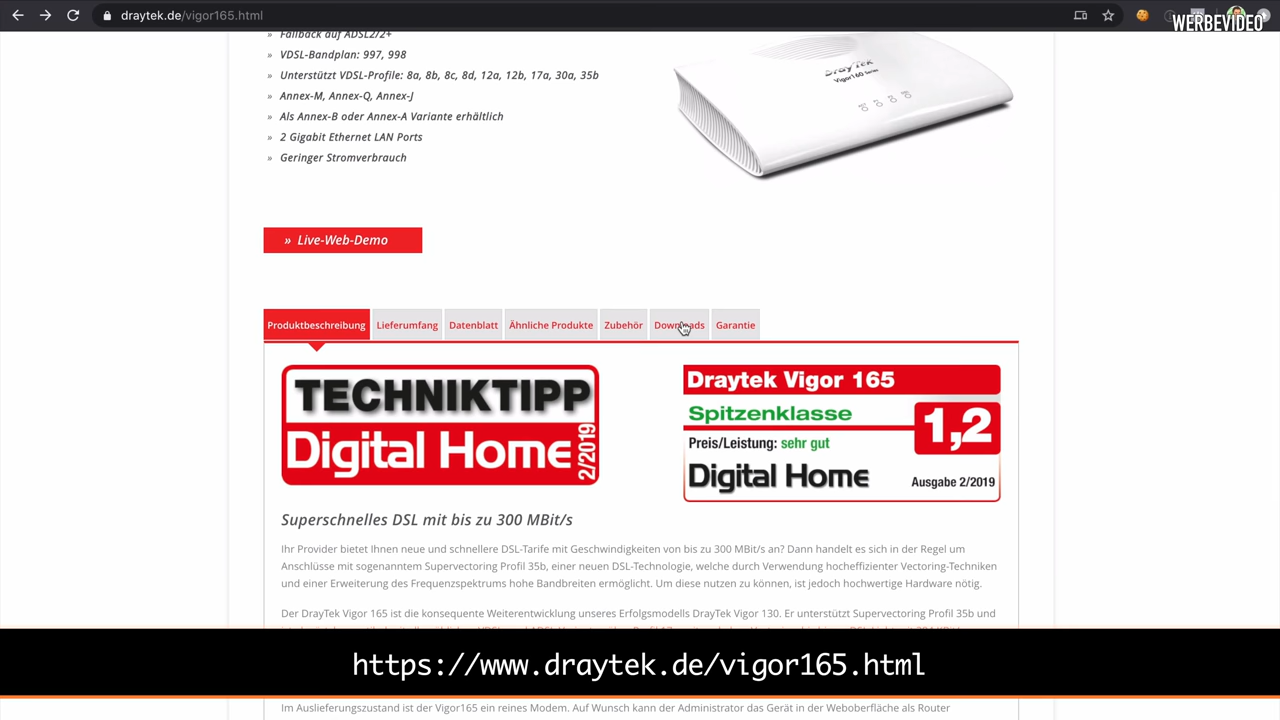 draytek.de/vigor165.html
WERBEVIDEO
» Fallback auf ADSL2/2+
» VDSL-Bandplan: 997, 998
» Unterstützt VDSL-Profile: 8a, 8b, 8c, 8d, 12a, 12b, 17a, 30a, 35b
» Annex-M, Annex-Q, Annex-J
» Als Annex-B oder Annex-A Variante erhältlich
» 2 Gigabit Ethernet LAN Ports
» Geringer Stromverbrauch
DrayTek
Vigor160 Series
» Live-Web-Demo
Produktbeschreibung Lieferumfang Datenblatt Ähnliche Produkte Zubehör Downloads Garantie
TECHNIKTIPP
Digital Home 2/2019
Draytek Vigor 165
Spitzenklasse
1,2
Preis/Leistung: sehr gut
Digital Home Ausgabe 2/2019
Superschnelles DSL mit bis zu 300 MBit/s
Ihr Provider bietet Ihnen neue und schnellere DSL-Tarife mit Geschwindigkeiten von bis zu 300 MBit/s an? Dann handelt es sich in der Regel um
Anschlüsse mit sogenanntem Supervectoring Profil 35b, einer neuen DSL-Technologie, welche durch Verwendung hocheffizienter Vectoring-Techniken
und einer Erweiterung des Frequenzspektrums hohe Bandbreiten ermöglicht. Um diese nutzen zu können, ist jedoch hochwertige Hardware nötig.
Der DrayTek Vigor 165 ist die konsequente Weiterentwicklung unseres Erfolgsmodells DrayTek Vigor 130. Er unterstützt Supervectoring Profil 35b und
https://www.draytek.de/vigor165.html
Im Auslieferungszustand ist der Vigor165 ein reines Modem. Auf Wunsch kann der Administrator das Gerät in der Weboberfläche als Router